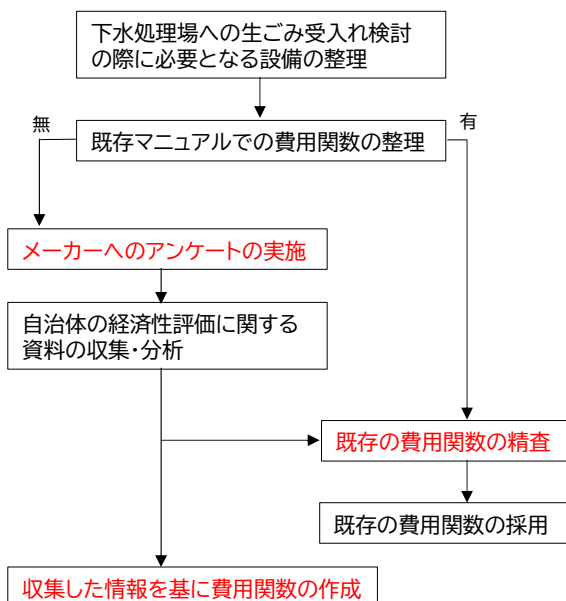 下水処理場への生ごみ受入れ検討
の際に必要となる設備の整理
無
有
既存マニュアルでの費用関数の整理
メーカーへのアンケートの実施
自治体の経済性評価に関する
資料の収集・分析
既存の費用関数の精査
既存の費用関数の採用
収集した情報を基に費用関数の作成